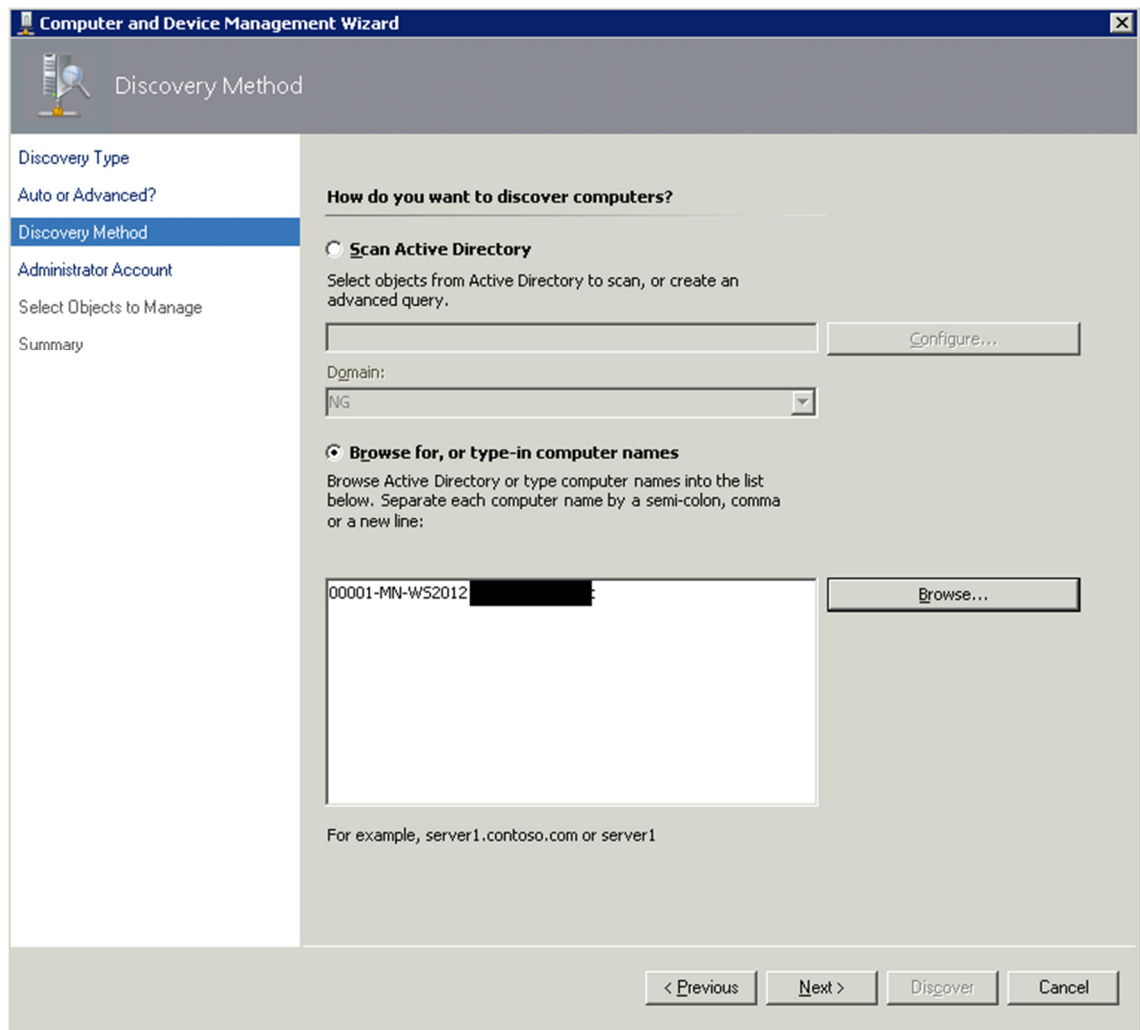 Computer and Device Management Wizard
Discovery Method
Discovery Type
Auto or Advanced?
Discovery Method
Administrator Account
Select Objects to Manage
Summary
How do you want to discover computers?
Scan Active Directory
Select objects from Active Directory to scan, or create an
advanced query.
Configure...
Domain:
NG
Browse for, or type-in computer names
Browse Active Directory or type computer names into the list
below. Separate each computer name by a semi-colon, comma
or a new line:
00001-MN-WS2012
Browse...
For example, server1.contoso.com or server1
< Previous
Next >
Discover
Cancel